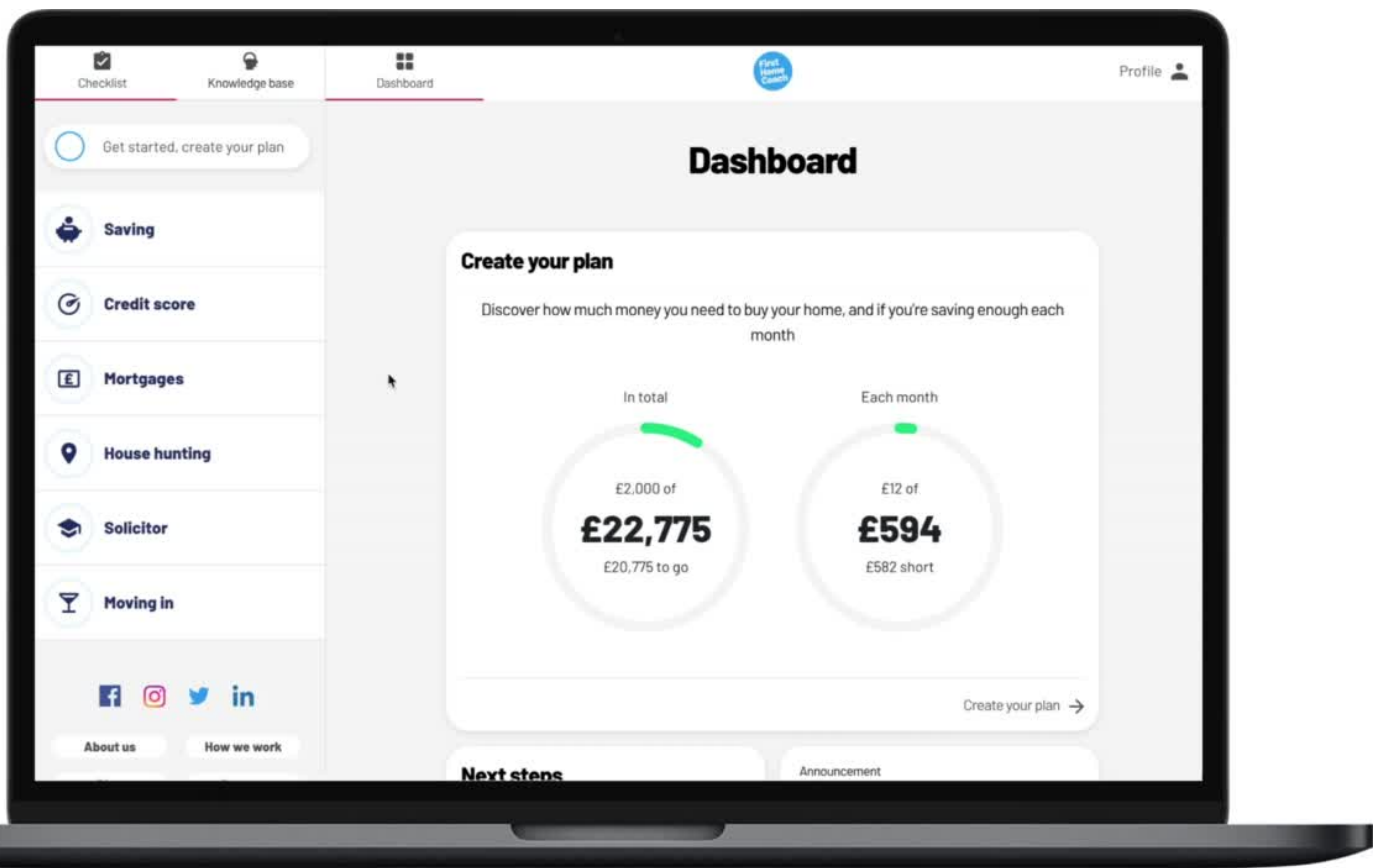 Checklist
Knowledge base
Dashboard
First
Home
Coach
Profile
Get started, create your plan
Saving
Credit score
Mortgages
House hunting
Solicitor
Moving in
About us
How we work
Dashboard
Create your plan
Discover how much money you need to buy your home, and if you're saving enough each
month
In total
£2,000 of
£22,775
£20,775 to go
Each month
£12 of
£594
£582 short
Create your plan
Next steps
Announcement